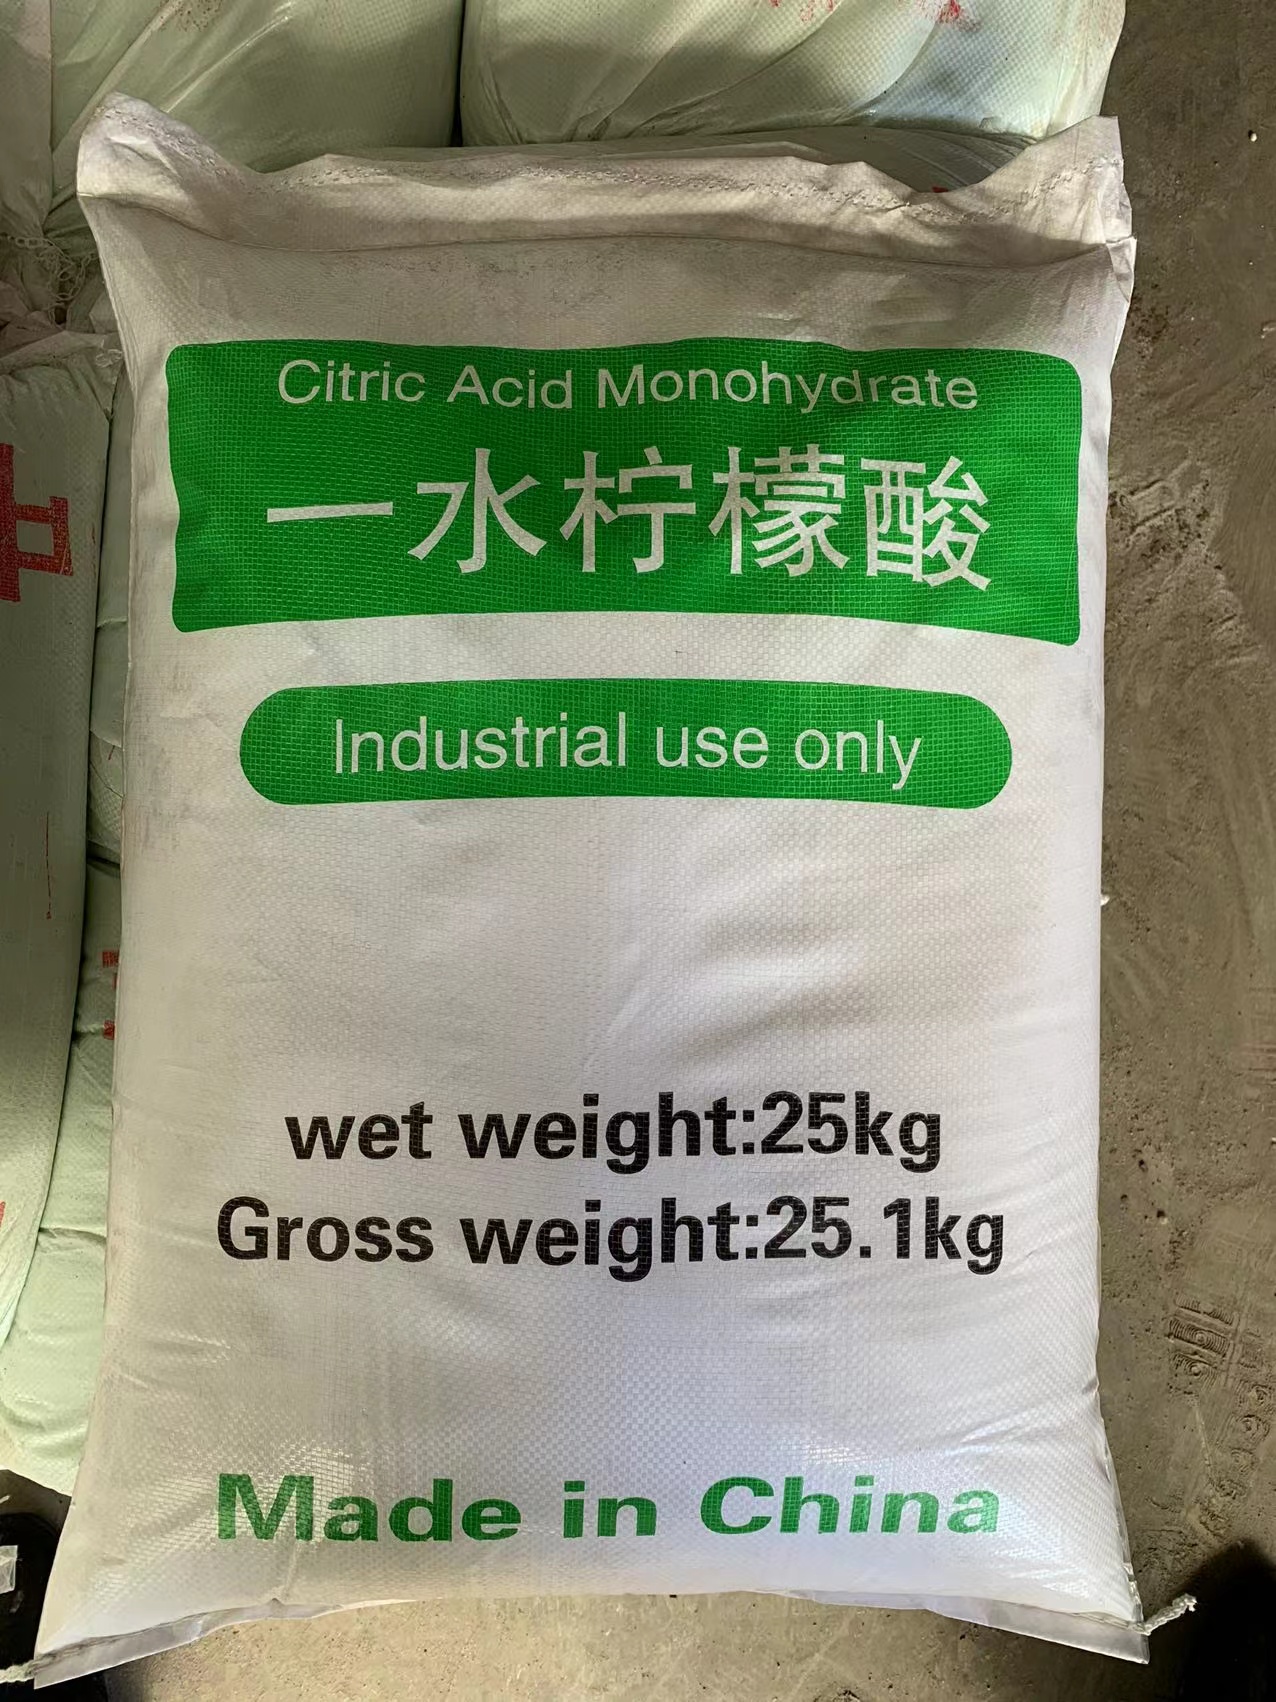 Citric Acid Monohydrate
一水柠檬酸
Industrial use only
wet weight:25kg
Gross weight:25.1kg
Made in China